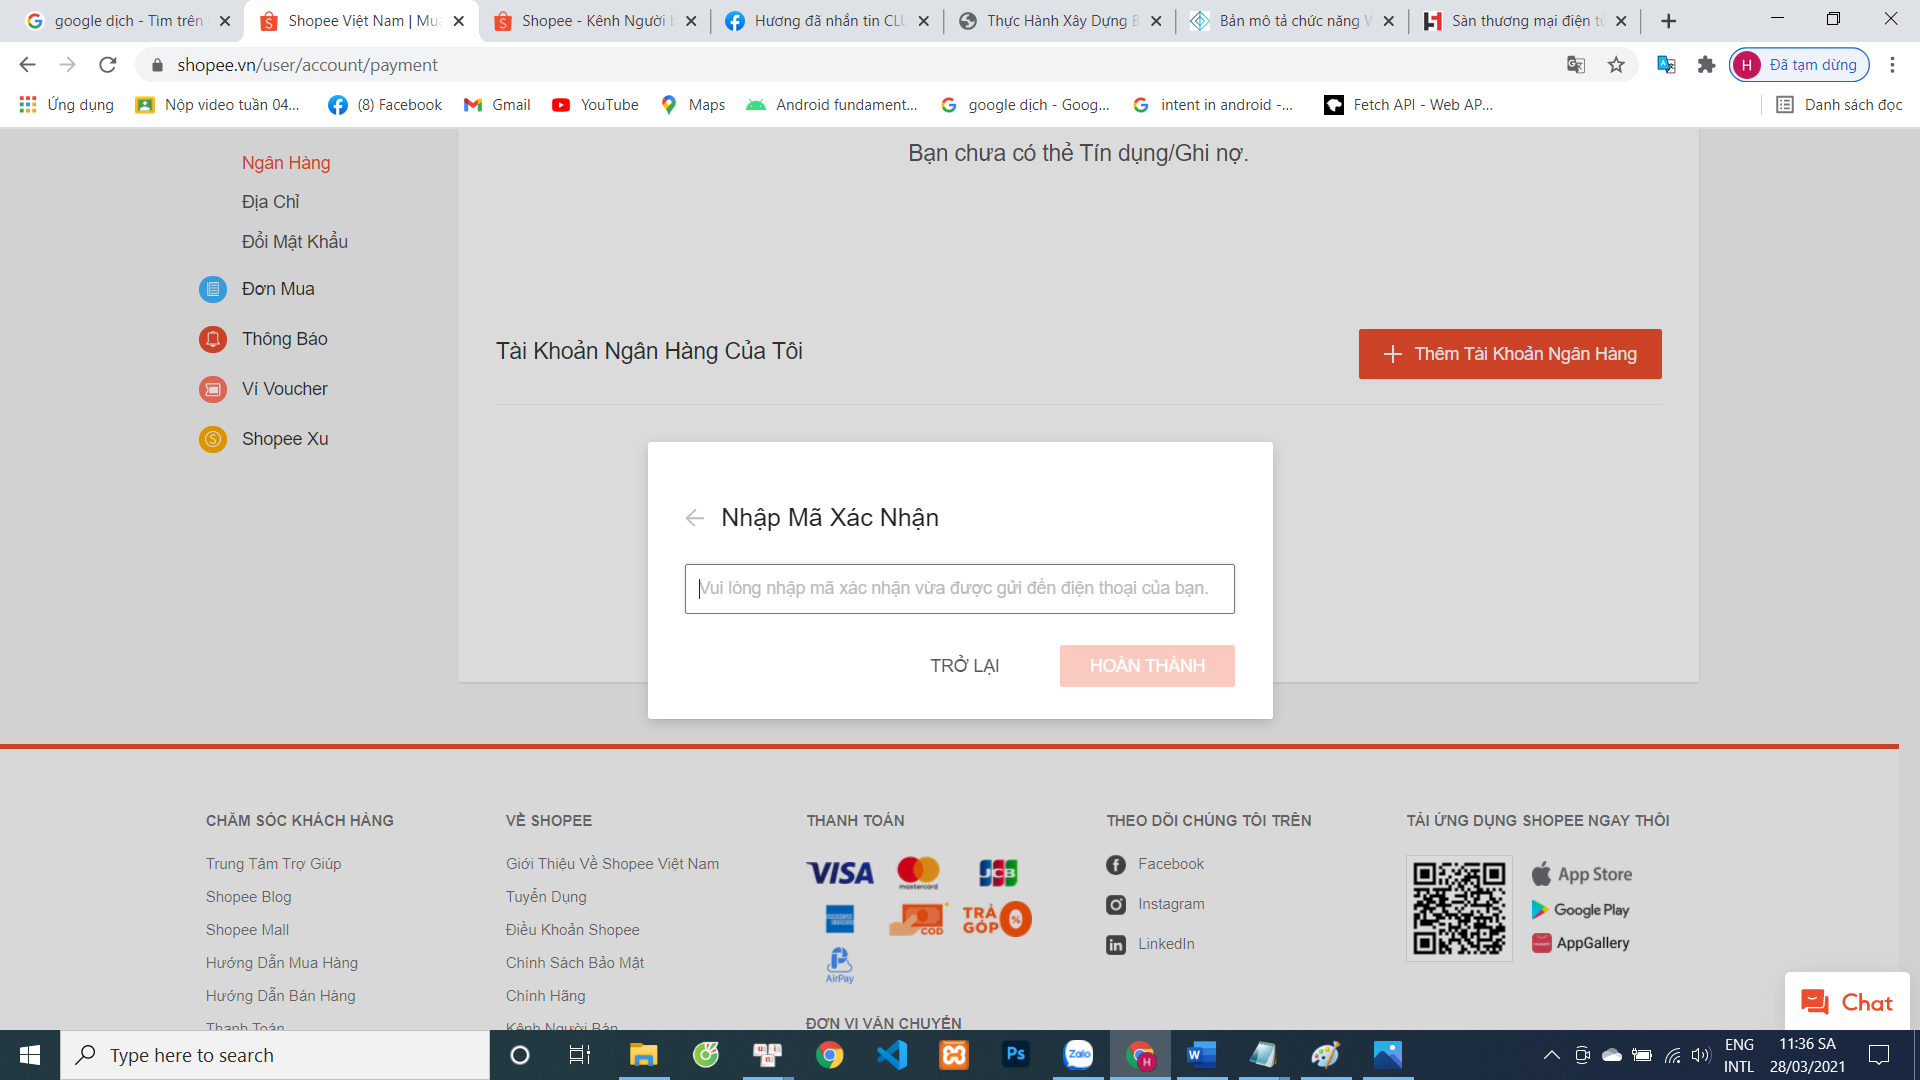 google dịch - Tìm trên
Shopee Việt Nam | Mua
Shopee - Kênh Người b
Hương đã nhắn tin CLU
Thực Hành Xây Dựng B
Bản mô tả chức năng W
Sàn thương mại điện tử
shopee.vn/user/account/payment
H
Đã tạm dừng
Ứng dụng
Nộp video tuần 04...
(8) Facebook
Gmail
YouTube
Maps
Android fundament...
google dịch - Goog...
intent in android -...
Fetch API - Web AP...
Danh sách đọc
Ngân Hàng
Địa Chỉ
Đổi Mật Khẩu
Đơn Mua
Thông Báo
Ví Voucher
Shopee Xu
Bạn chưa có thẻ Tín dụng/Ghi nợ.
Tài Khoản Ngân Hàng Của Tôi
Thêm Tài Khoản Ngân Hàng
Nhập Mã Xác Nhận
Vui lòng nhập mã xác nhận vừa được gửi đến điện thoại của bạn.
TRỞ LẠI
HOÀN THÀNH
CHĂM SÓC KHÁCH HÀNG
Trung Tâm Trợ Giúp
Shopee Blog
Shopee Mall
Hướng Dẫn Mua Hàng
Hướng Dẫn Bán Hàng
Thanh Toán
VỀ SHOPEE
Giới Thiệu Về Shopee Việt Nam
Tuyển Dụng
Điều Khoản Shopee
Chính Sách Bảo Mật
Chính Hãng
Kênh Người Bán
THANH TOÁN
VISA
mastercard
JCB
COD
TRẢ GÓP %
AirPay
ĐƠN VỊ VẬN CHUYỂN
THEO DÕI CHÚNG TÔI TRÊN
Facebook
Instagram
LinkedIn
TẢI ỨNG DỤNG SHOPEE NGAY THÔI
App Store
Google Play
AppGallery
Chat
Type here to search
Ps
Zalo
H
ENG
INTL
11:36 SA
28/03/2021